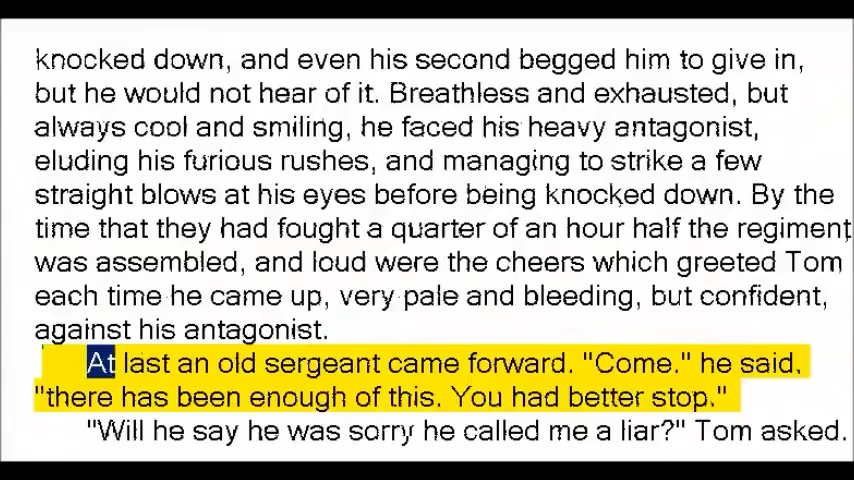 knocked down, and even his second begged him to give in,
but he would not hear of it. Breathless and exhausted, but
always cool and smiling, he faced his heavy antagonist,
eluding his furious rushes, and managing to strike a few
straight blows at his eyes before being knocked down. By the
time that they had fought a quarter of an hour half the regiment
was assembled, and loud were the cheers which greeted Tom
each time he came up, very pale and bleeding, but confident,
against his antagonist.
At last an old sergeant came forward. "Come." he said.
"there has been enough of this. You had better stop."
"Will he say he was sorry he called me a liar?" Tom asked.